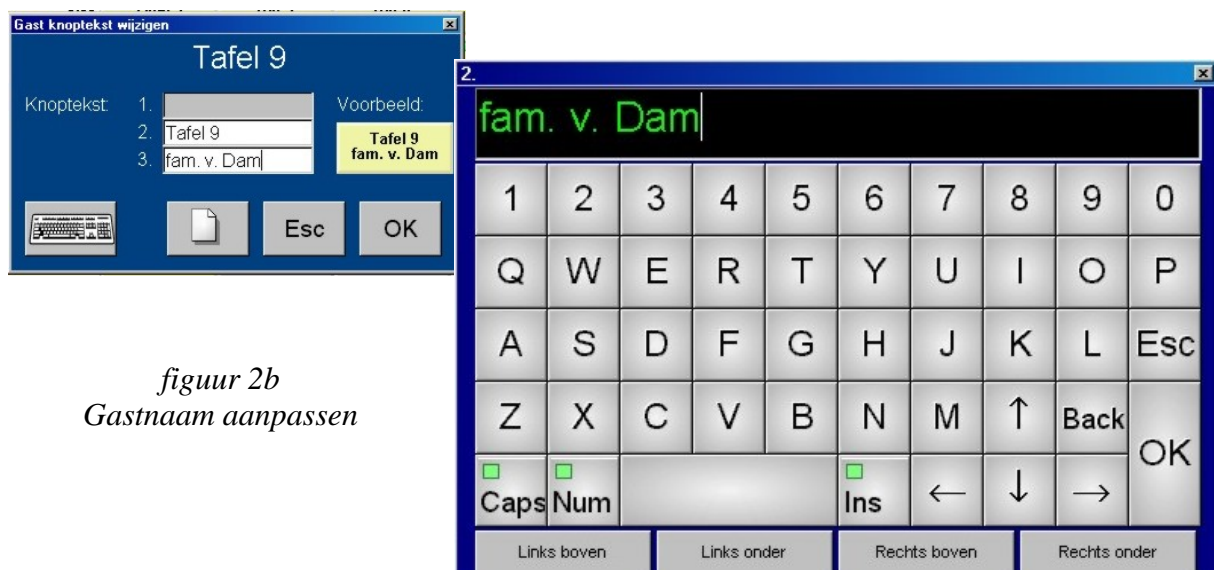 Gast knoptekst wijzigen
Tafel 9
Knoptekst: 1. Voorbeeld:
2. Tafel 9
3. fam. v. Dam
Tafel 9
fam. v. Dam
Esc OK
figuur 2b
Gastnaam aanpassen
2.
fam. v. Dam
1 2 3 4 5 6 7 8 9 0
Q W E R T Y U I O P
A S D F G H J K L Esc
Z X C V B N M ↑ Back OK
Caps Num Ins ← ↓ →
Links boven Links onder Rechts boven Rechts onder